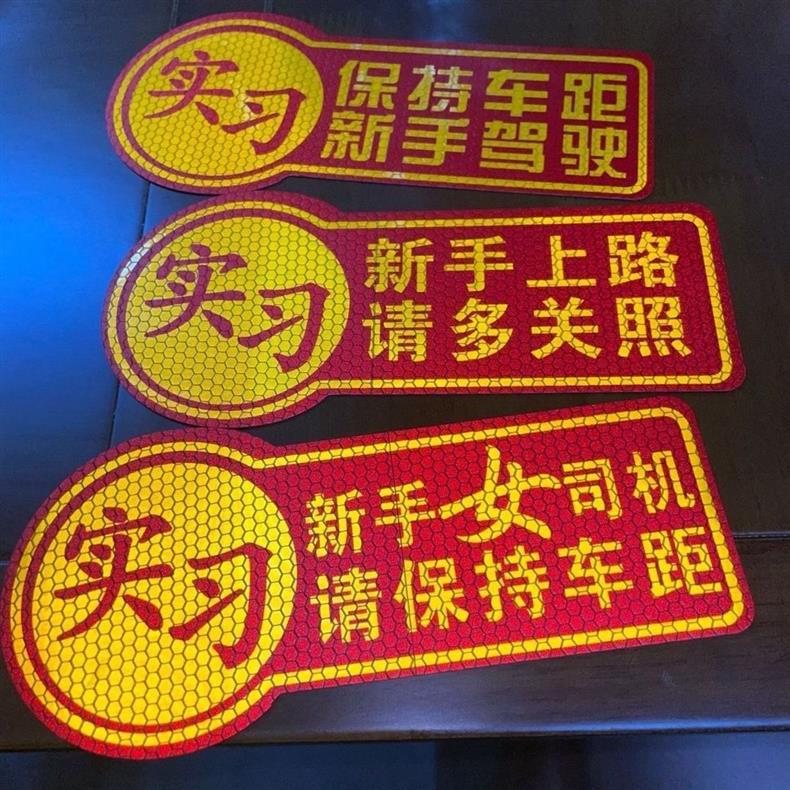 实习
保持车距
新手驾驶
实习
新手上路
请多关照
实习
新手女司机
请保持车距